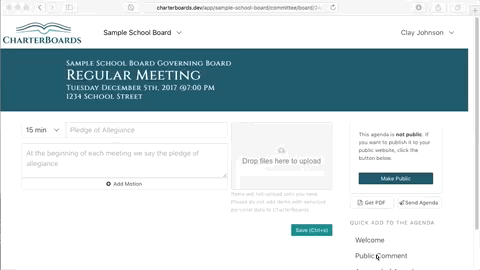 charterboards.dev/app/sample-school-board/committee/board/
CharterBoards
Sample School Board
Clay Johnson
Sample School Board Governing Board
Regular Meeting
Tuesday December 5th, 2017 @7:00 PM
1234 School Street
15 min
Pledge of Allegiance
At the beginning of each meeting we say the pledge of
allegiance
Add Motion
Drop files here to upload
Items will not upload until you save.
Please do not add items with sensitive
personal data to CharterBoards.
Save (Ctrl+s)
This agenda is not public. If
you want to publish it to your
public website, click the
button below.
Make Public
Get PDF
Send Agenda
QUICK ADD TO THE AGENDA
Welcome
Public Comment